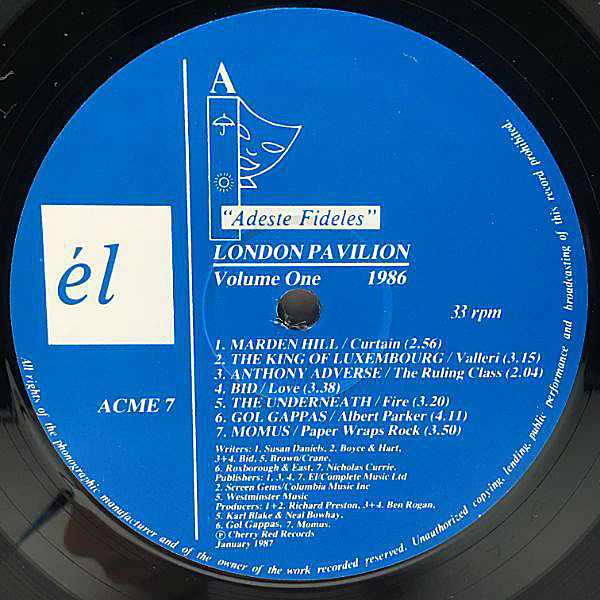 A
"Adeste Fideles"
LONDON PAVILION
Volume One 1986
él
33 rpm
ACME 7
1. MARDEN HILL / Curtain (2.56)
2. THE KING OF LUXEMBOURG / Valleri (3.15)
3. ANTHONY ADVERSE / The Ruling Class (2.04)
4. BID / Love (3.38)
5. THE UNDERNEATH / Fire (3.20)
6. GOL GAPPAS / Albert Parker (4.11)
7. MOMUS / Paper Wraps Rock (3.50)
Writers: 1. Susan Daniels, 2. Boyce & Hart,
3+4. Bid, 5. Brown/Crane,
6. Roxborough & East, 7. Nicholas Currie.
Publishers: 1, 3, 4, 7. El/Complete Music Ltd
2. Screen Gems/Columbia Music Inc
5. Westminster Music
Producers: 1+2. Richard Preston, 3+4. Ben Rogan,
5. Karl Blake & Neal Bowhay,
6. Gol Gappas, 7. Momus.
℗ Cherry Red Records
January 1987
All rights of the phonographic manufacturer and of the owner of the work recorded reserved. Unauthorized copying, lending, public performance and broadcasting of this record prohibited.